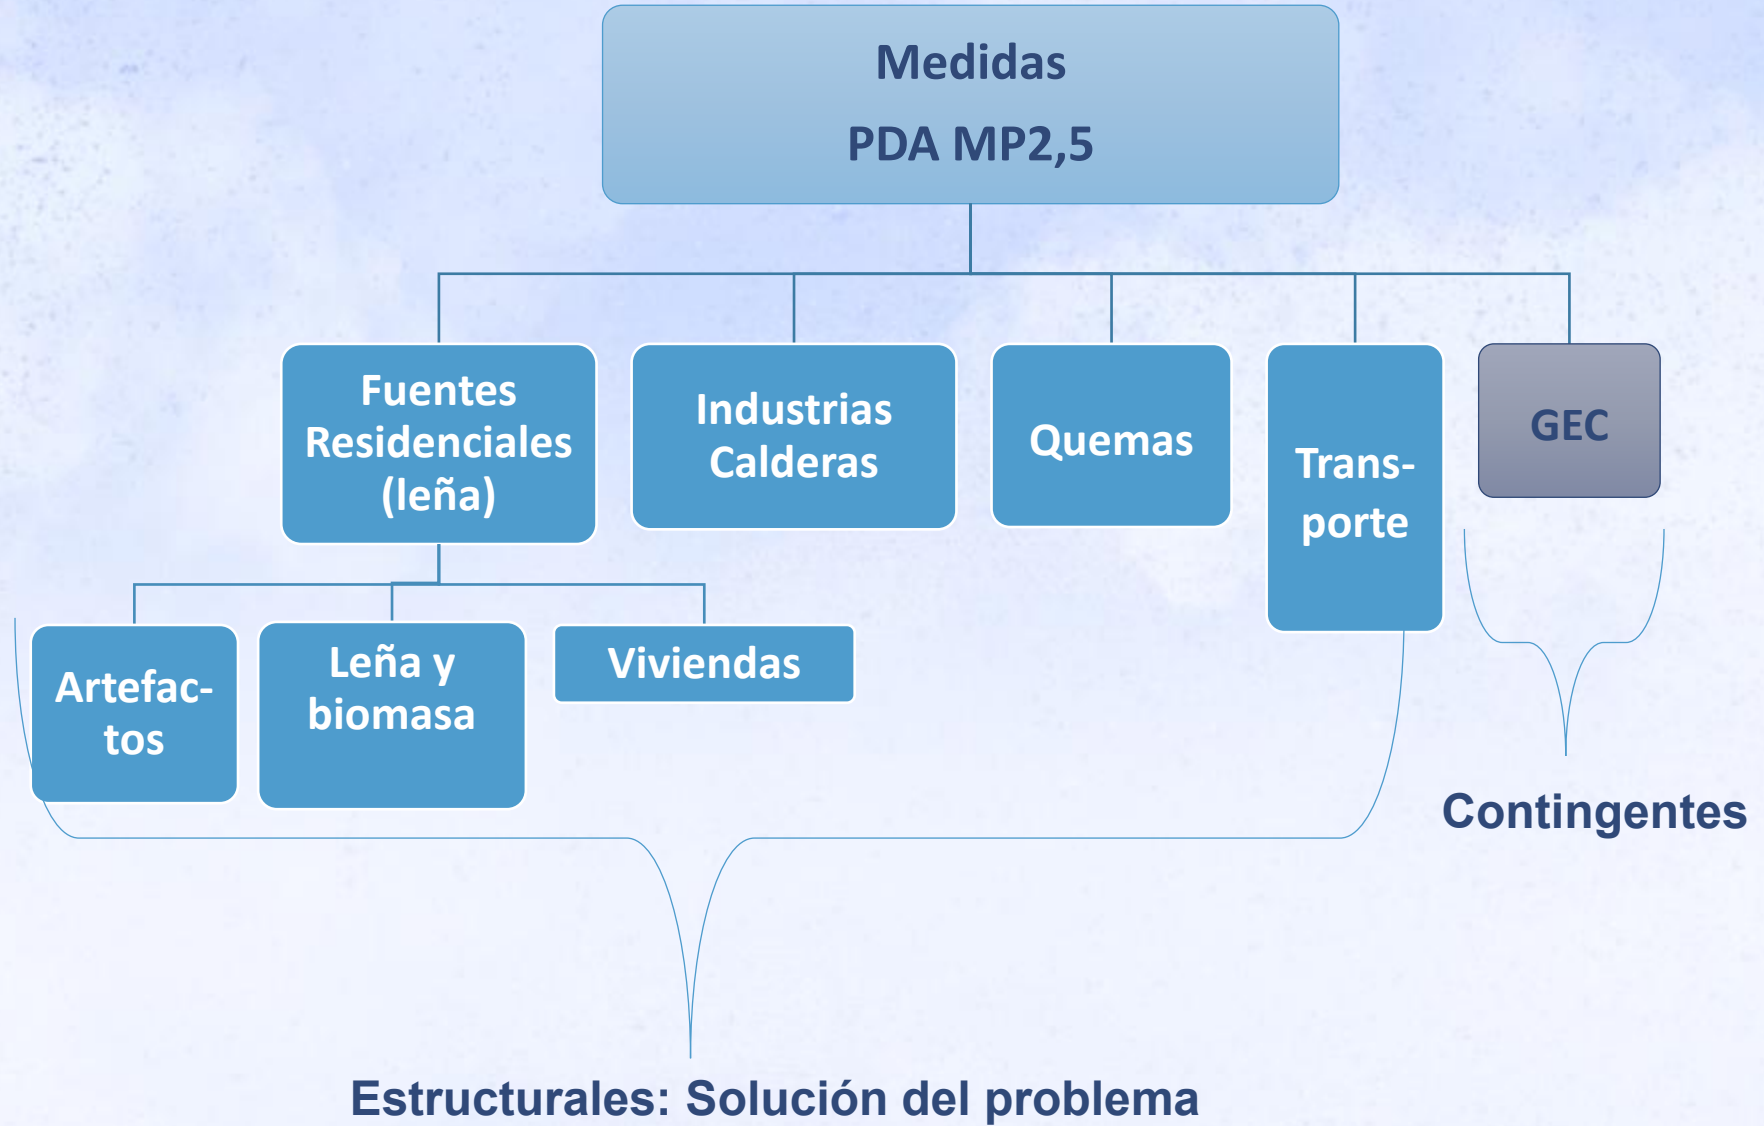 Medidas
PDA MP2,5
Fuentes
Residenciales
(leña)
Industrias
Calderas
Quemas
Trans-
porte
GEC
Artefac-
tos
Leña y
biomasa
Viviendas
Contingentes
Estructurales: Solución del problema